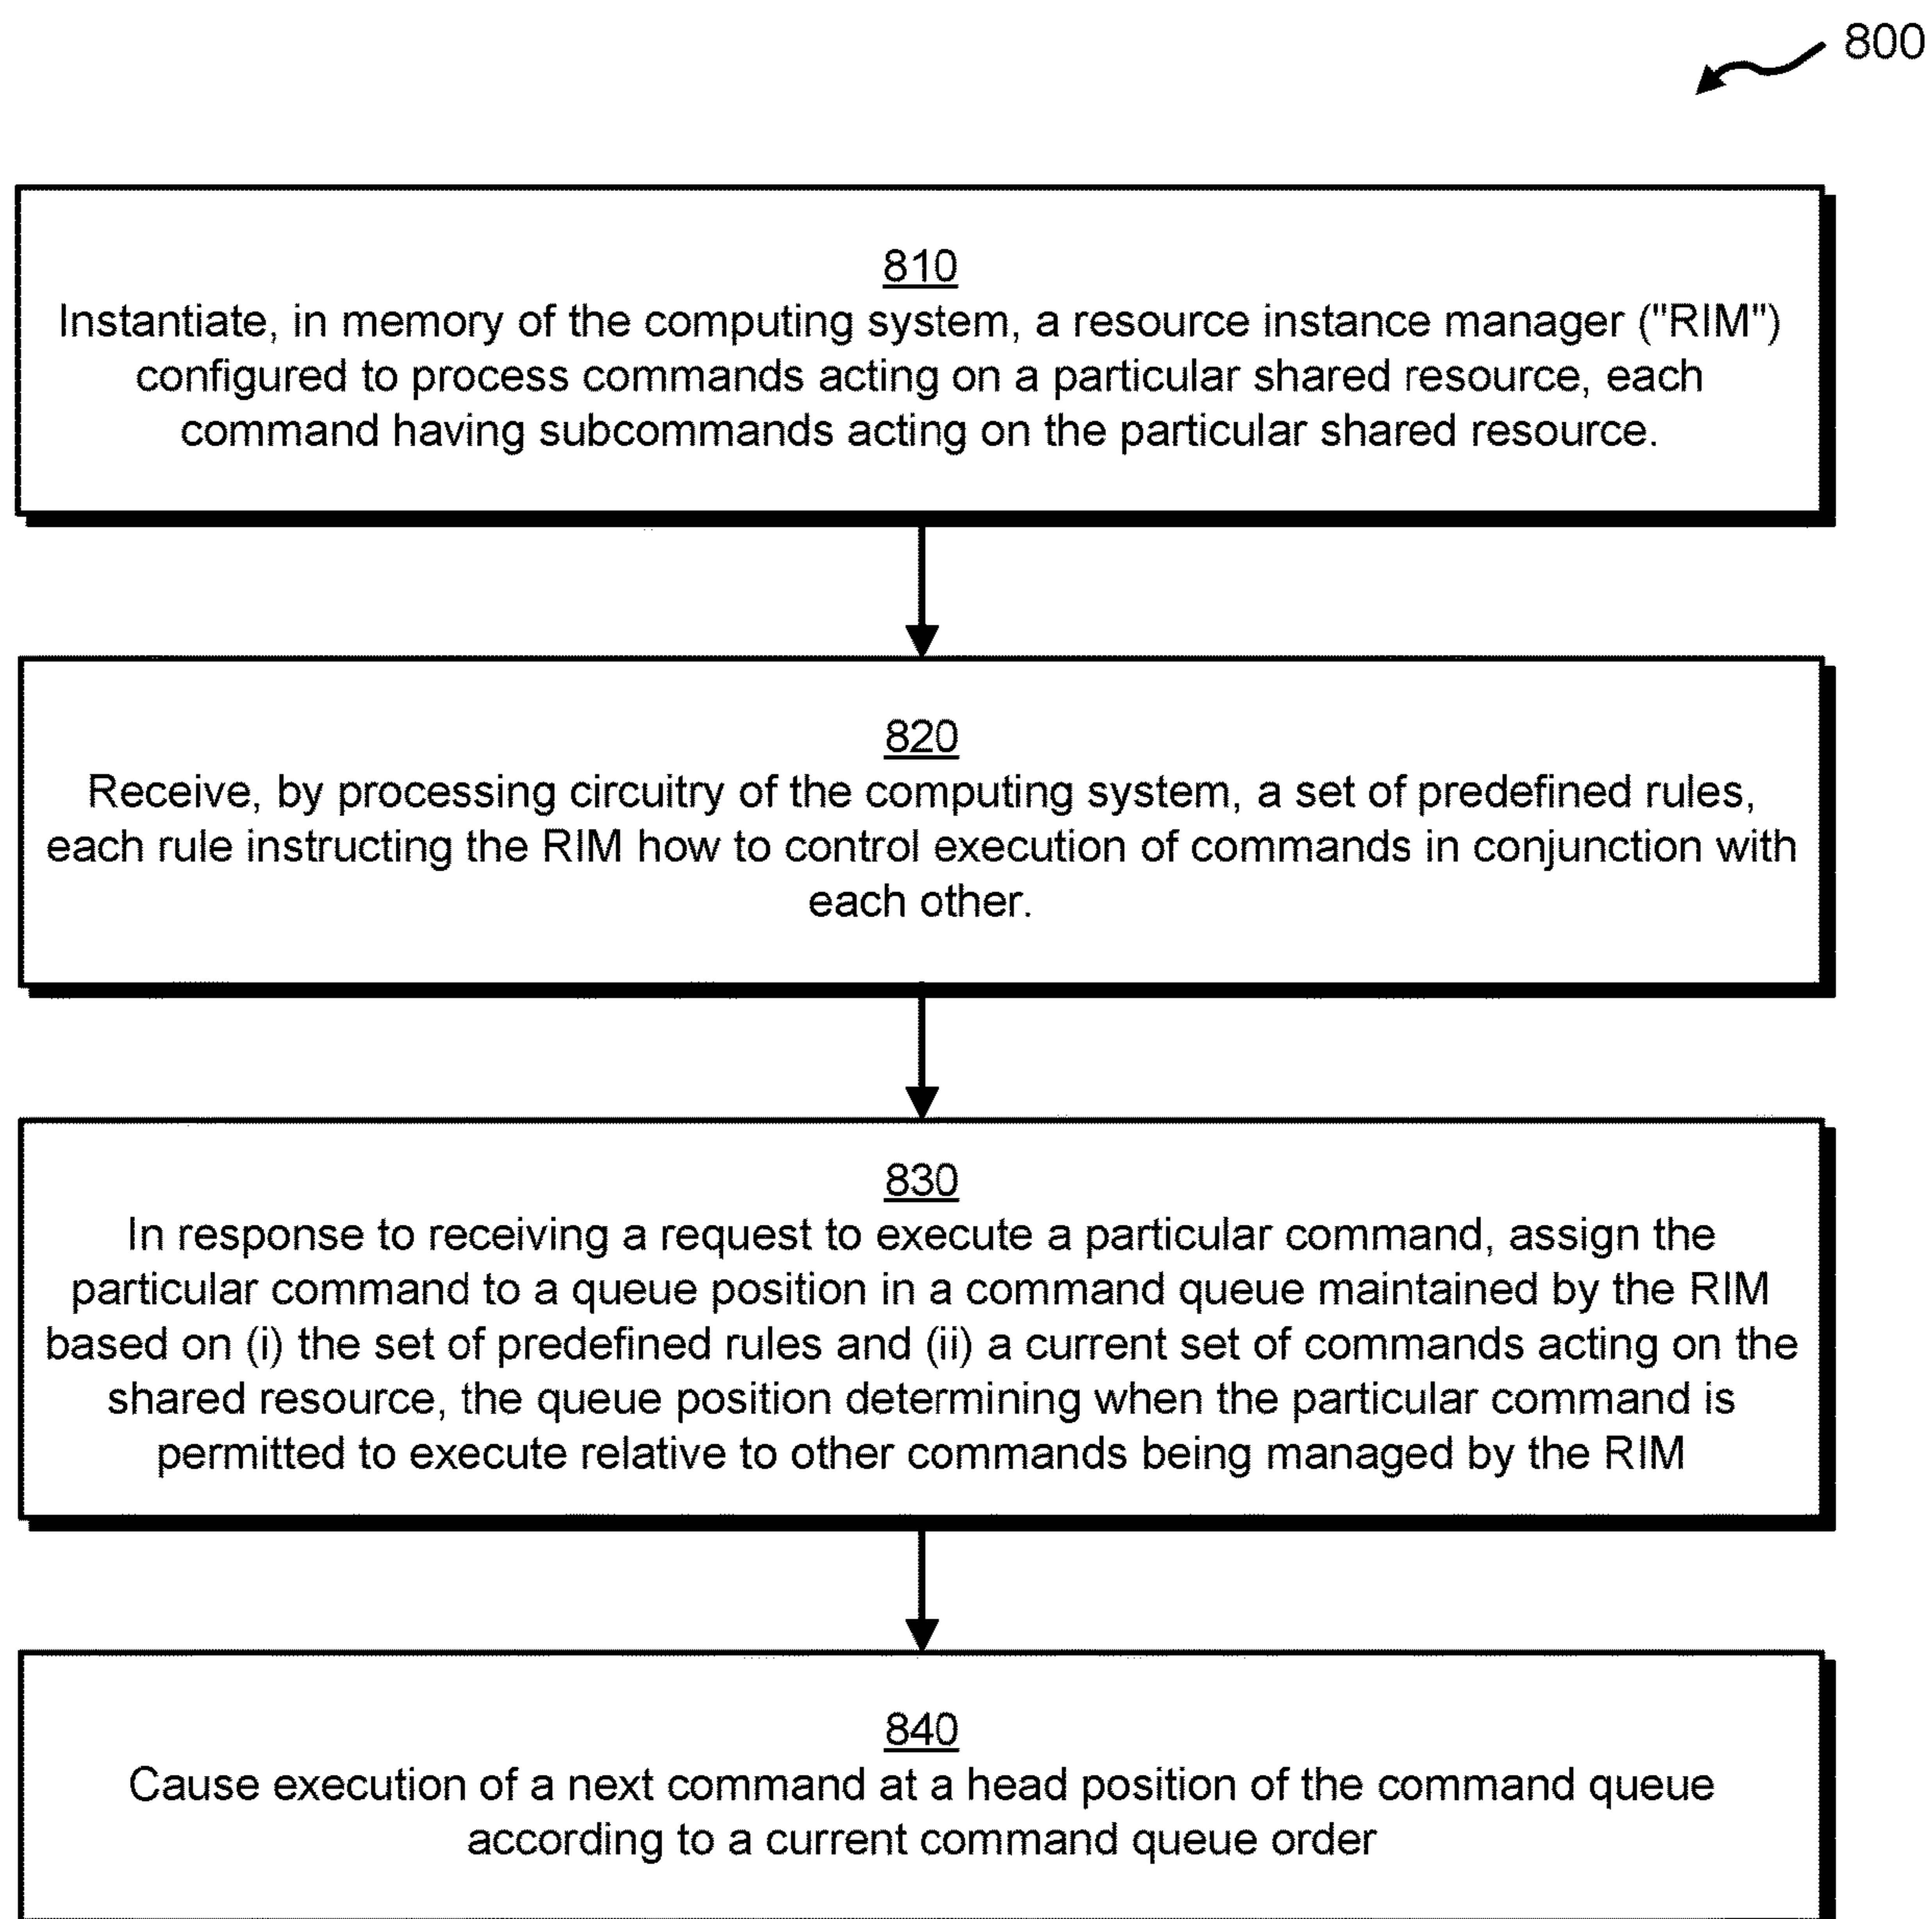 800
810
Instantiate, in memory of the computing system, a resource instance manager ("RIM")
configured to process commands acting on a particular shared resource, each
command having subcommands acting on the particular shared resource.
820
Receive, by processing circuitry of the computing system, a set of predefined rules,
each rule instructing the RIM how to control execution of commands in conjunction with
each other.
830
In response to receiving a request to execute a particular command, assign the
particular command to a queue position in a command queue maintained by the RIM
based on (i) the set of predefined rules and (ii) a current set of commands acting on the
shared resource, the queue position determining when the particular command is
permitted to execute relative to other commands being managed by the RIM
840
Cause execution of a next command at a head position of the command queue
according to a current command queue order